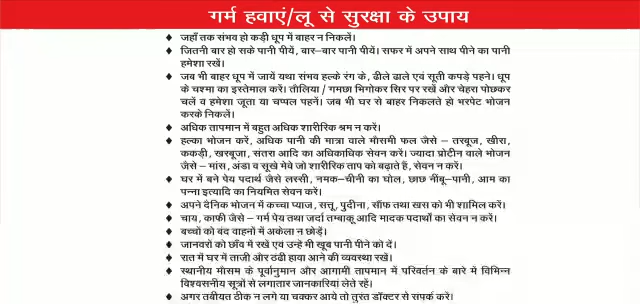 गर्म हवाएं/लू से सुरक्षा के उपाय
♦ जहाँ तक संभव हो कड़ी धूप में बाहर न निकलें।
♦ जितनी बार हो सके पानी पीयें, बार–बार पानी पीयें। सफर में अपने साथ पीने का पानी
हमेशा रखें।
♦ जब भी बाहर धूप में जायें यथा संभव हल्के रंग के, ढीले ढाले एवं सूती कपड़े पहने। धूप
के चश्मा का इस्तेमाल करें। तौलिया / गमछा भिगोकर सिर पर रखें और चेहरा पोछकर
चलें व हमेशा जूता या चप्पल पहनें। जब भी घर से बाहर निकलते हो भरपेट भोजन
करके निकलें।
♦ अधिक तापमान में बहुत अधिक शारीरिक श्रम न करें।
♦ हल्का भोजन करें, अधिक पानी की मात्रा वाले मौसमी फल जैसे – तरबूज, खीरा,
ककड़ी, खरबूजा, संतरा आदि का अधिकाधिक सेवन करें। ज्यादा प्रोटीन वाले भोजन
जैसे – मांस, अंडा व सूखे मेवे जो शारीरिक ताप को बढ़ाते हैं, सेवन न करें।
♦ घर में बने पेय पदार्थ जैसे लस्सी, नमक–चीनी का घोल, छाछ नींबू–पानी, आम का
पन्ना इत्यादि का नियमित सेवन करें।
♦ अपने दैनिक भोजन में कच्चा प्याज, सत्तू, पुदीना, सौंफ तथा खस को भी शामिल करें।
♦ चाय, काफी जैसे – गर्म पेय तथा जर्दा तम्बाकू आदि मादक पदार्थों का सेवन न करें।
♦ बच्चों को बंद वाहनों में अकेला न छोड़ें।
♦ जानवरों को छाँव में रखें एवं उन्हें भी खूब पानी पीने को दें।
♦ रात में घर में ताजी और ठंढी हावा आने की व्यवस्था रखें।
♦ स्थानीय मौसम के पूर्वानुमान और आगामी तापमान में परिवर्तन के बारे में विभिन्न
विश्वसनीय सूत्रों से लगातार जानकारियां लेते रहें।
♦ अगर तबीयत ठीक न लगे या चक्कर आये तो तुरंत डॉक्टर से संपर्क करें।